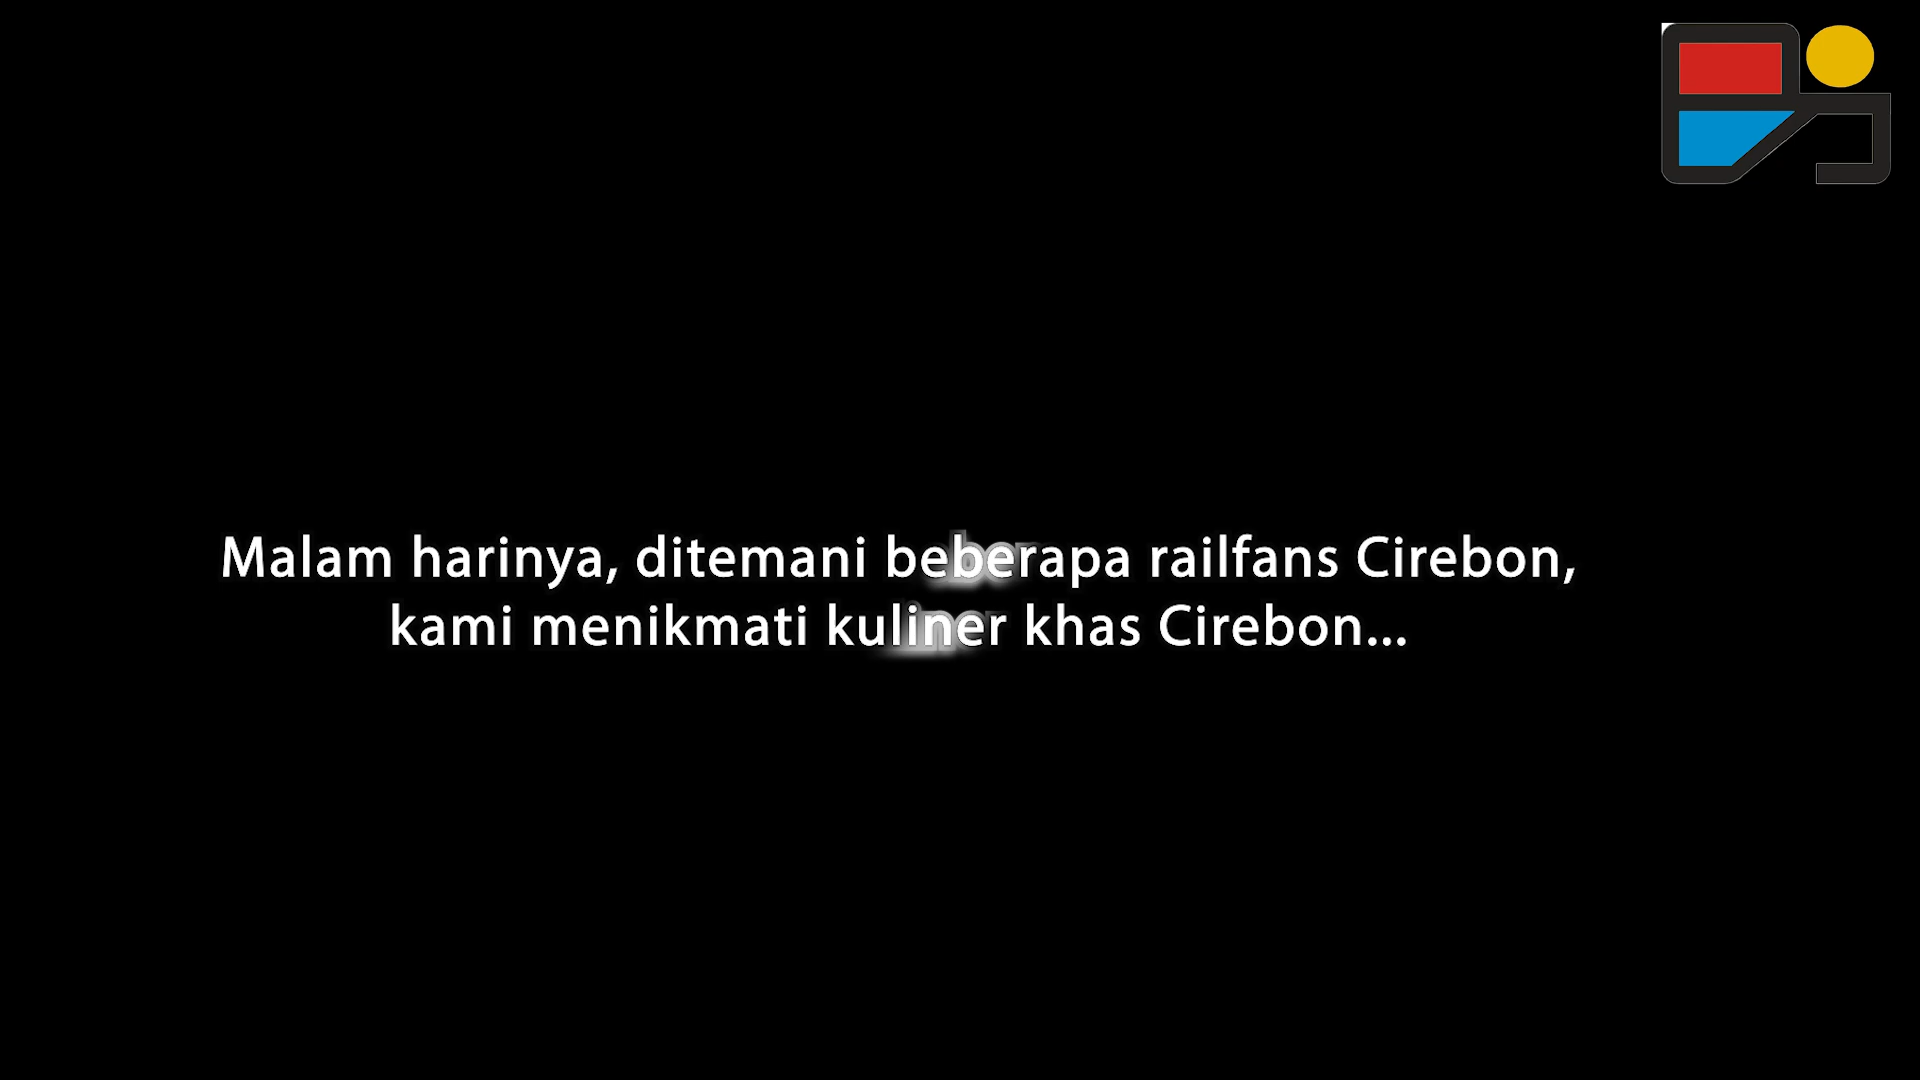 Malam harinya, ditemani beberapa railfans Cirebon,
kami menikmati kuliner khas Cirebon...